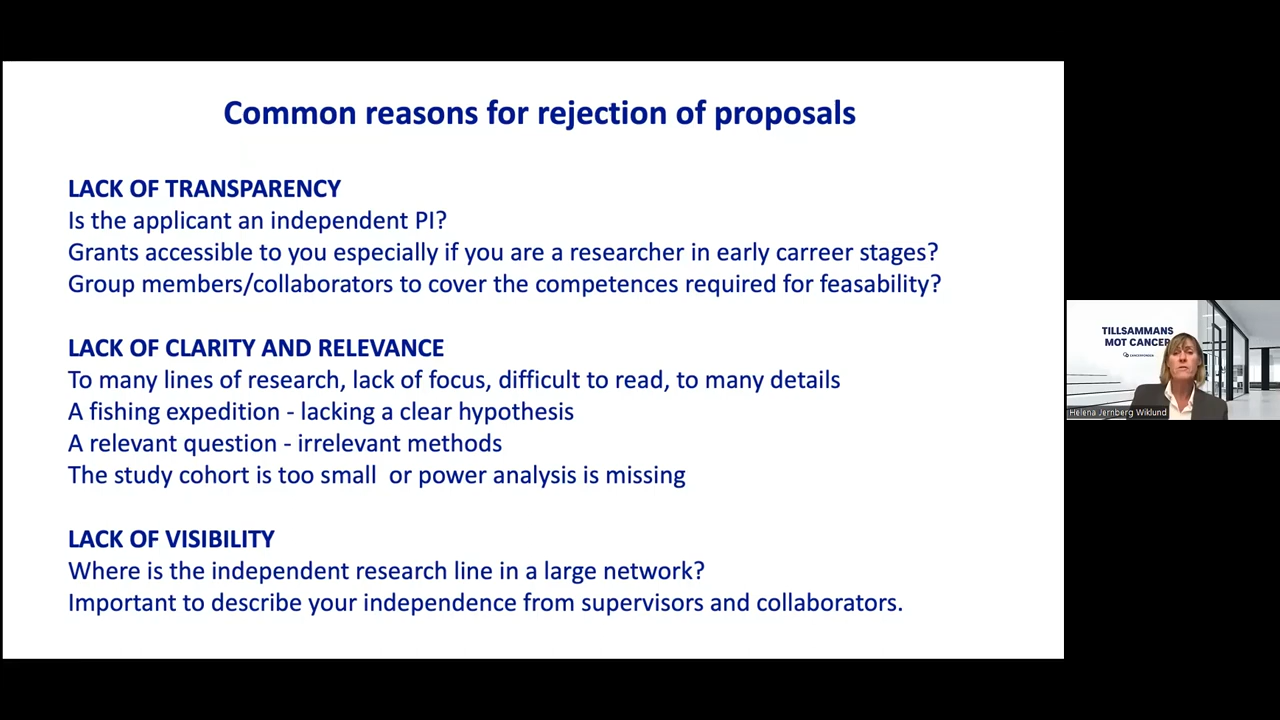 Common reasons for rejection of proposals
LACK OF TRANSPARENCY
Is the applicant an independent PI?
Grants accessible to you especially if you are a researcher in early carreer stages?
Group members/collaborators to cover the competences required for feasability?
LACK OF CLARITY AND RELEVANCE
To many lines of research, lack of focus, difficult to read, to many details
A fishing expedition - lacking a clear hypothesis
A relevant question - irrelevant methods
The study cohort is too small  or power analysis is missing
LACK OF VISIBILITY
Where is the independent research line in a large network?
Important to describe your independence from supervisors and collaborators.
TILLSAMMANS
MOT CANCER
CANCERFONDEN
Helena Jernberg Wiklund